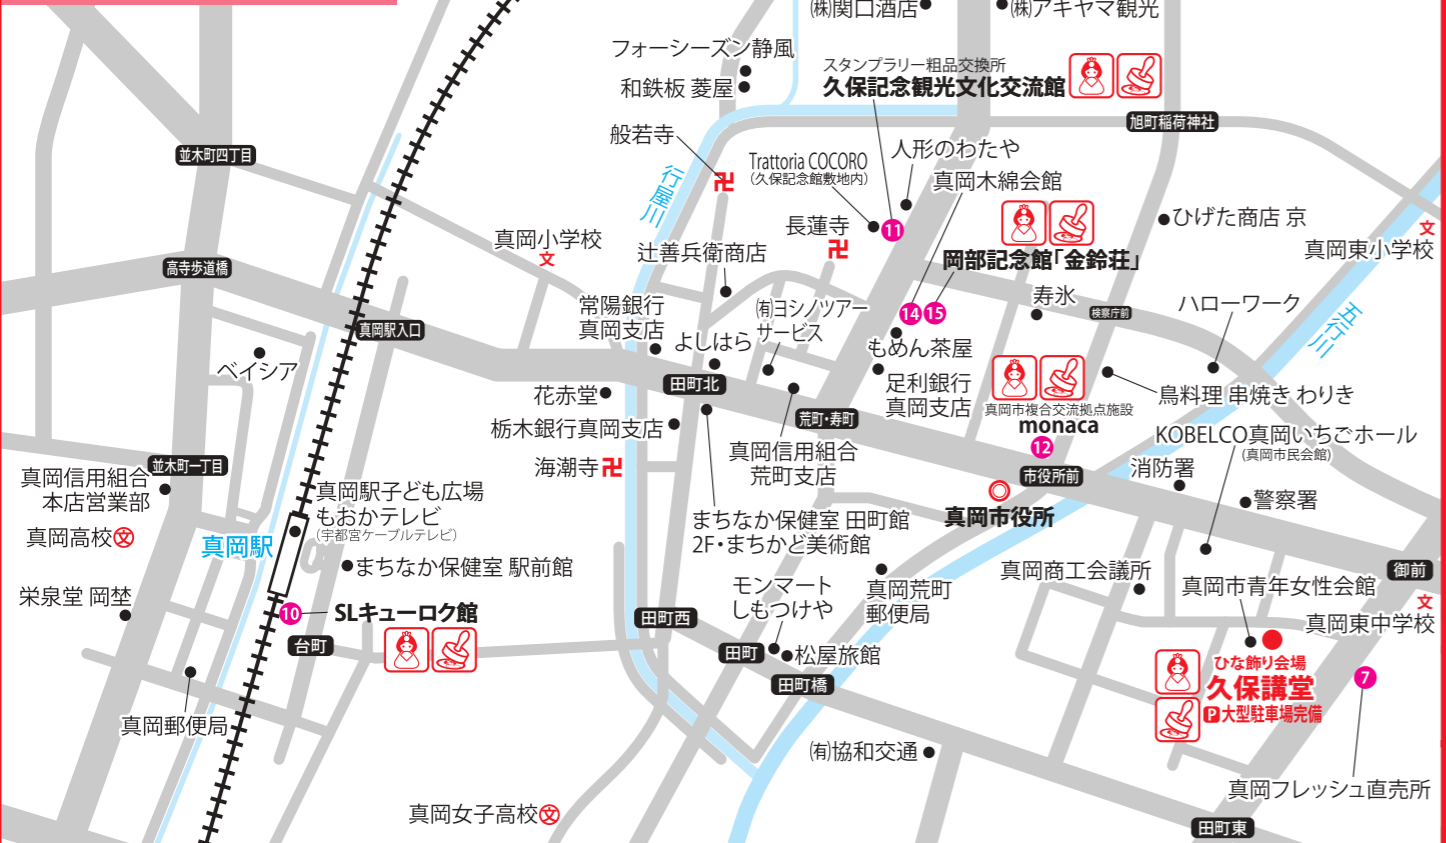 ㈱関口酒店
㈱アキヤマ観光
フォーシーズン静風
和鉄板 菱屋
スタンプラリー粗品交換所
久保記念観光文化交流館
旭町稲荷神社
般若寺
行屋川
Trattoria COCORO
(久保記念館敷地内)
人形のわたや
真岡木綿会館
並木町四丁目
長蓮寺
11
ひげた商店 京
真岡東小学校
文
真岡小学校
文
辻善兵衛商店
岡部記念館「金鈴荘」
高寺歩道橋
常陽銀行
真岡支店
㈲ヨシノツアー
サービス
14
15
寿氷
検察庁前
ハローワーク
五行川
真岡駅入口
よしはら
もめん茶屋
ベイシア
田町北
足利銀行
真岡支店
真岡市複合交流拠点施設
monaca
鳥料理 串焼き わりき
花赤堂
荒町・寿町
栃木銀行真岡支店
12
KOBELCO真岡いちごホール
(真岡市民会館)
海潮寺
真岡信用組合
荒町支店
市役所前
消防署
警察署
並木町一丁目
真岡信用組合
本店営業部
真岡駅子ども広場
もおかテレビ
(宇都宮ケーブルテレビ)
真岡市役所
真岡高校
文
真岡駅
まちなか保健室 田町館
2F・まちかど美術館
まちなか保健室 駅前館
真岡荒町
郵便局
真岡商工会議所
御前
真岡市青年女性会館
栄泉堂 岡埜
モンマート
しもつけや
文
真岡東中学校
10
SLキューロク館
田町西
台町
田町
松屋旅館
田町橋
ひな飾り会場
久保講堂
P大型駐車場完備
7
真岡郵便局
㈲協和交通
真岡フレッシュ直売所
真岡女子高校
文
田町東